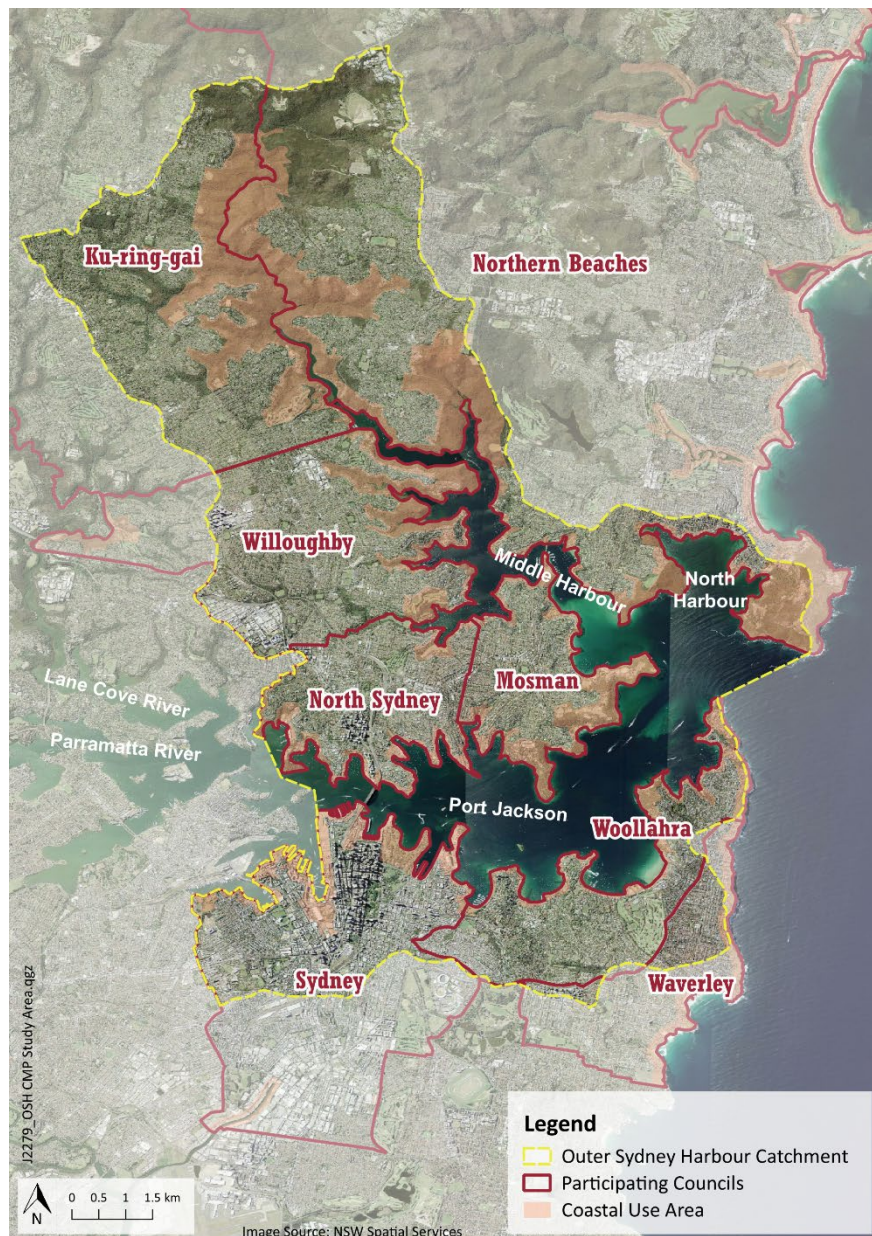 Ku-ring-gai
Northern Beaches
Willoughby
Middle Harbour
North
Harbour
Lane Cove River
North Sydney
Mosman
Parramatta River
Port Jackson
Woollahra
Sydney
Waverley
J2279_OSH CMP Study Area.qgz
Legend
Outer Sydney Harbour Catchment
Participating Councils
Coastal Use Area
N
0 0.5 1 1.5 km
Image Source: NSW Spatial Services